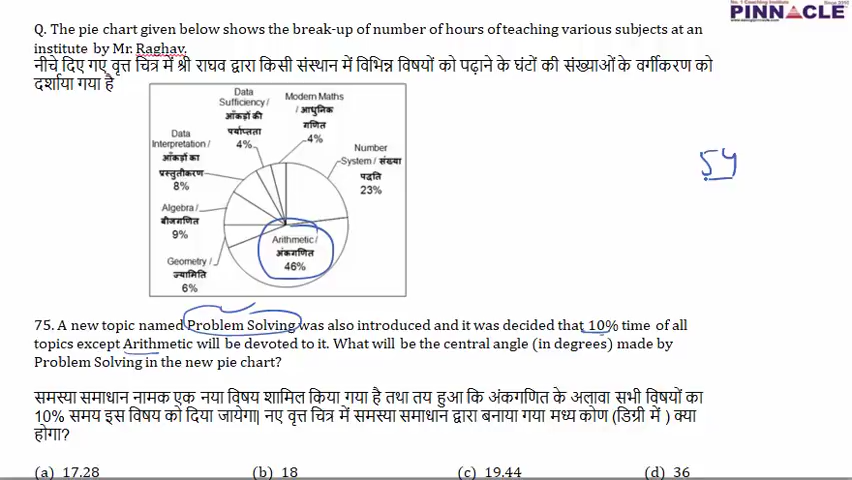 No. 1 Coaching Institute Since 2010
PINNACLE
Q. The pie chart given below shows the break-up of number of hours of teaching various subjects at an
institute by Mr. Raghav.
नीचे दिए गए वृत्त चित्र में श्री राघव द्वारा किसी संस्थान में विभिन्न विषयों को पढ़ाने के घंटों की संख्याओं के वर्गीकरण को
दर्शाया गया है
Data
Sufficiency /
आँकड़ों की
पर्याप्तता
4%
Modern Maths
/ आधुनिक
गणित
4%
Data
Interpretation /
आँकड़ों का
प्रस्तुतीकरण
8%
Number
System / संख्या
पद्धति
23%
Algebra /
बीजगणित
9%
Arithmetic /
अंकगणित
46%
Geometry /
ज्यामिति
6%
54
75. A new topic named Problem Solving was also introduced and it was decided that 10% time of all
topics except Arithmetic will be devoted to it. What will be the central angle (in degrees) made by
Problem Solving in the new pie chart?
समस्या समाधान नामक एक नया विषय शामिल किया गया है तथा तय हुआ कि अंकगणित के अलावा सभी विषयों का
10% समय इस विषय को दिया जायेगा| नए वृत्त चित्र में समस्या समाधान द्वारा बनाया गया मध्य कोण (डिग्री में ) क्या
होगा?
(a) 17.28 (b) 18 (c) 19.44 (d) 36